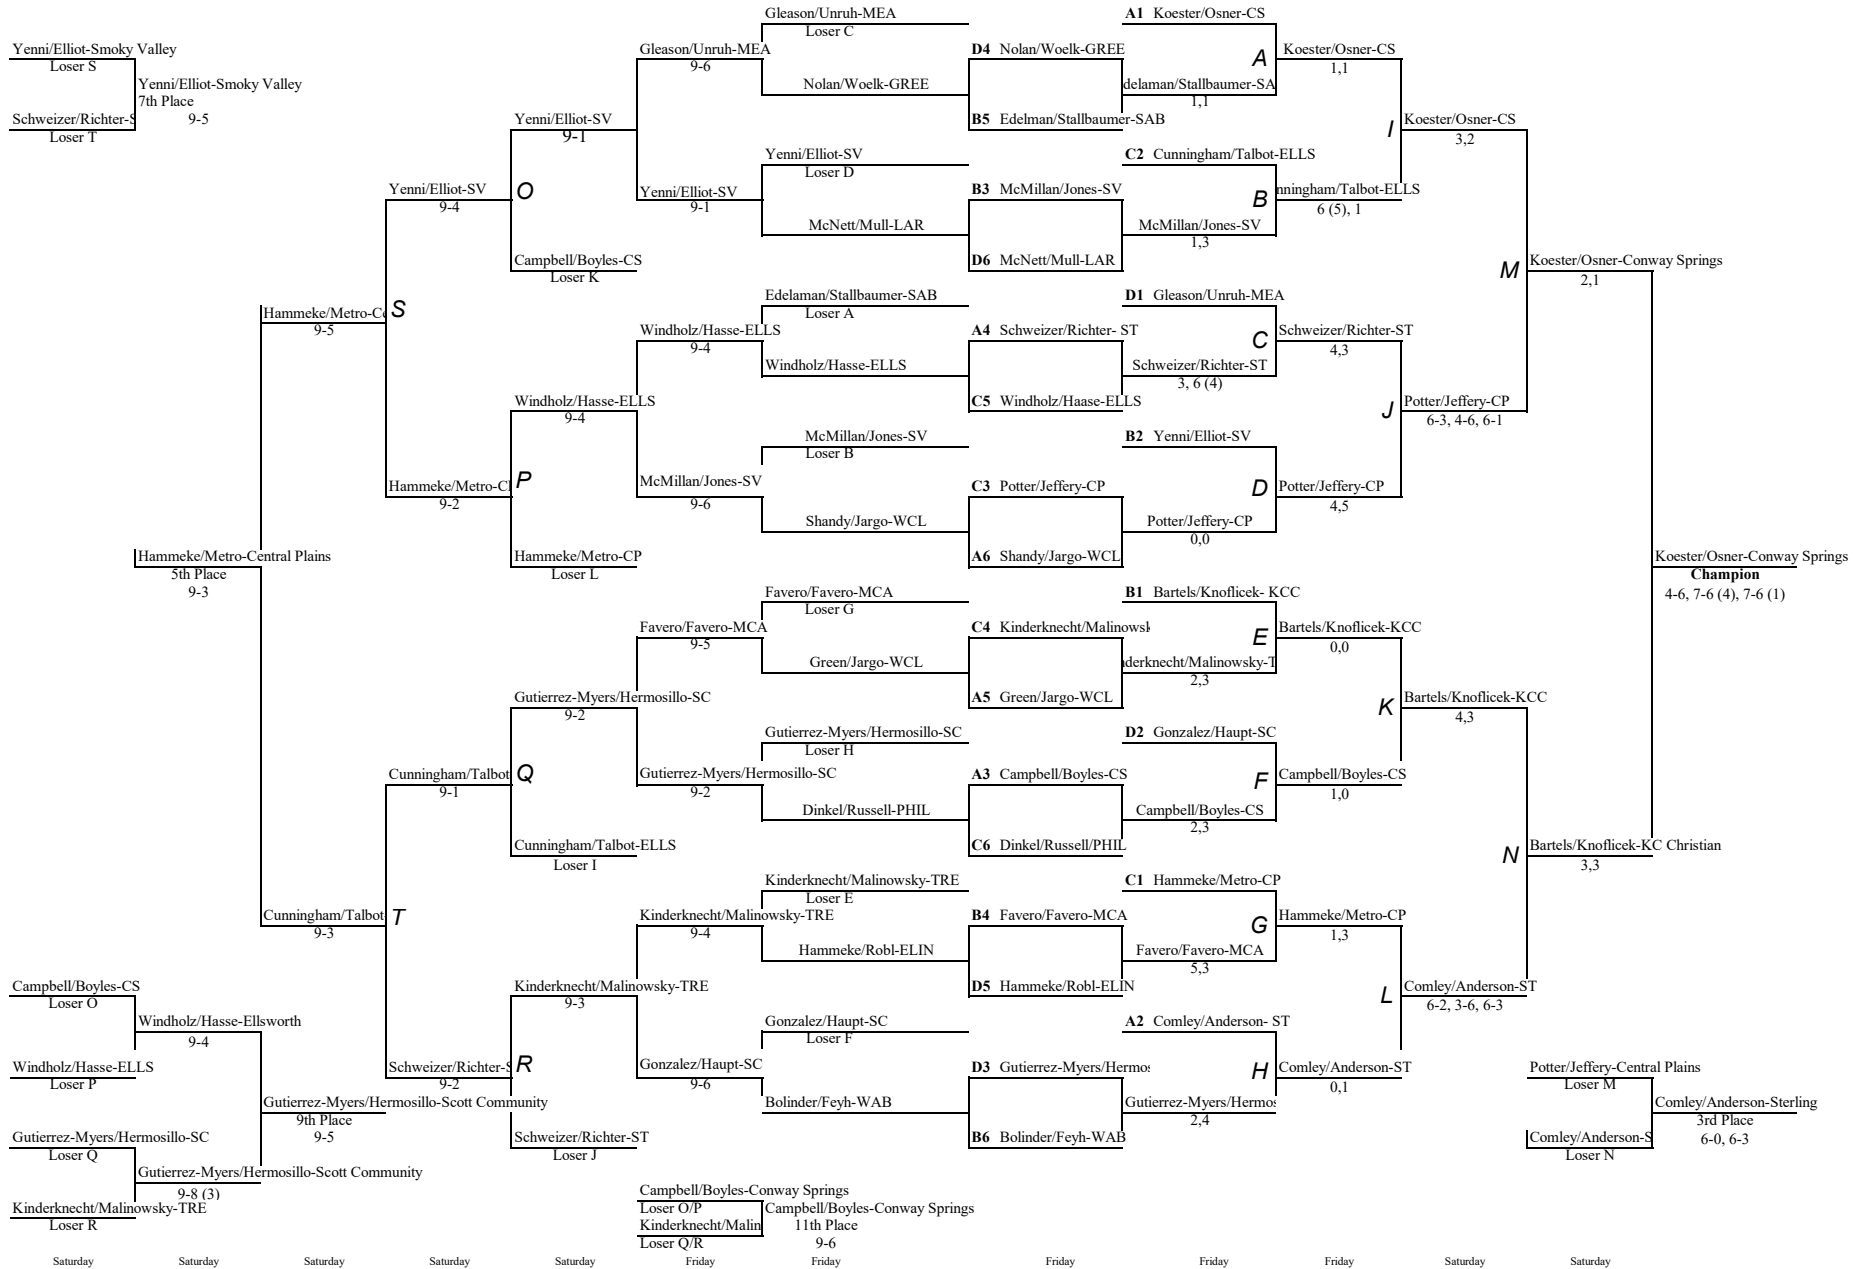 Gleason/Unruh-MEA
Loser C
A1 Koester/Osner-CS
Yenni/Elliot-Smoky Valley
Loser S
Gleason/Unruh-MEA
9-6
D4 Nolan/Woelk-GREE
A
Koester/Osner-CS
1,1
Yenni/Elliot-Smoky Valley
7th Place
9-5
Nolan/Woelk-GREE
delaman/Stallbaumer-SA
1,1
Schweizer/Richter-S
Loser T
Yenni/Elliot-SV
9-1
B5 Edelman/Stallbaumer-SAB
I
Koester/Osner-CS
3,2
Yenni/Elliot-SV
Loser D
C2 Cunningham/Talbot-ELLS
Yenni/Elliot-SV
9-4
O
Yenni/Elliot-SV
9-1
B3 McMillan/Jones-SV
B
nningham/Talbot-ELLS
6 (5), 1
McNett/Mull-LAR
McMillan/Jones-SV
1,3
Campbell/Boyles-CS
Loser K
D6 McNett/Mull-LAR
M
Koester/Osner-Conway Springs
2,1
Edelaman/Stallbaumer-SAB
Loser A
D1 Gleason/Unruh-MEA
Hammeke/Metro-Ce
9-5
S
Windholz/Hasse-ELLS
9-4
A4 Schweizer/Richter- ST
C
Schweizer/Richter-ST
4,3
Windholz/Hasse-ELLS
Schweizer/Richter-ST
3, 6 (4)
Windholz/Hasse-ELLS
9-4
C5 Windholz/Haase-ELLS
J
Potter/Jeffery-CP
6-3, 4-6, 6-1
McMillan/Jones-SV
Loser B
B2 Yenni/Elliot-SV
Hammeke/Metro-CP
9-2
P
McMillan/Jones-SV
9-6
C3 Potter/Jeffery-CP
D
Potter/Jeffery-CP
4,5
Shandy/Jargo-WCL
Potter/Jeffery-CP
0,0
Hammeke/Metro-Central Plains
5th Place
9-3
Hammeke/Metro-CP
Loser L
A6 Shandy/Jargo-WCL
Koester/Osner-Conway Springs
Champion
4-6, 7-6 (4), 7-6 (1)
Favero/Favero-MCA
Loser G
B1 Bartels/Knoflicek- KCC
Favero/Favero-MCA
9-5
C4 Kinderknecht/Malinowsk
E
Bartels/Knoflicek-KCC
0,0
Green/Jargo-WCL
nderknecht/Malinowsky-T
2,3
Gutierrez-Myers/Hermosillo-SC
9-2
A5 Green/Jargo-WCL
K
Bartels/Knoflicek-KCC
4,3
Gutierrez-Myers/Hermosillo-SC
Loser H
D2 Gonzalez/Haupt-SC
Cunningham/Talbot
9-1
Q
Gutierrez-Myers/Hermosillo-SC
9-2
A3 Campbell/Boyles-CS
F
Campbell/Boyles-CS
1,0
Dinkel/Russell-PHIL
Campbell/Boyles-CS
2,3
Cunningham/Talbot-ELLS
Loser I
C6 Dinkel/Russell/PHIL
N
Bartels/Knoflicek-KC Christian
3,3
Kinderknecht/Malinowsky-TRE
Loser E
C1 Hammeke/Metro-CP
Cunningham/Talbot
9-3
T
Kinderknecht/Malinowsky-TRE
9-4
B4 Favero/Favero-MCA
G
Hammeke/Metro-CP
1,3
Hammeke/Robl-ELIN
Favero/Favero-MCA
5,3
Campbell/Boyles-CS
Loser O
Kinderknecht/Malinowsky-TRE
9-3
D5 Hammeke/Robl-ELIN
L
Comley/Anderson-ST
6-2, 3-6, 6-3
Windholz/Hasse-Ellsworth
9-4
Gonzalez/Haupt-SC
Loser F
A2 Comley/Anderson- ST
Windholz/Hasse-ELLS
Loser P
Schweizer/Richter-S
9-2
R
Gonzalez/Haupt-SC
9-6
D3 Gutierrez-Myers/Hermos
H
Comley/Anderson-ST
0,1
Potter/Jeffery-Central Plains
Loser M
Gutierrez-Myers/Hermosillo-Scott Community
9th Place
9-5
Bolinder/Feyh-WAB
Gutierrez-Myers/Hermos
2,4
Comley/Anderson-Sterling
3rd Place
6-0, 6-3
Gutierrez-Myers/Hermosillo-SC
Loser Q
Schweizer/Richter-ST
Loser J
B6 Bolinder/Feyh-WAB
Comley/Anderson-S
Loser N
Gutierrez-Myers/Hermosillo-Scott Community
9-8 (3)
Kinderknecht/Malinowsky-TRE
Loser R
Campbell/Boyles-Conway Springs
Loser O/P
Campbell/Boyles-Conway Springs
11th Place
9-6
Kinderknecht/Malin
Loser Q/R
Saturday Saturday Saturday Saturday Saturday Friday Friday Friday Friday Friday Saturday Saturday